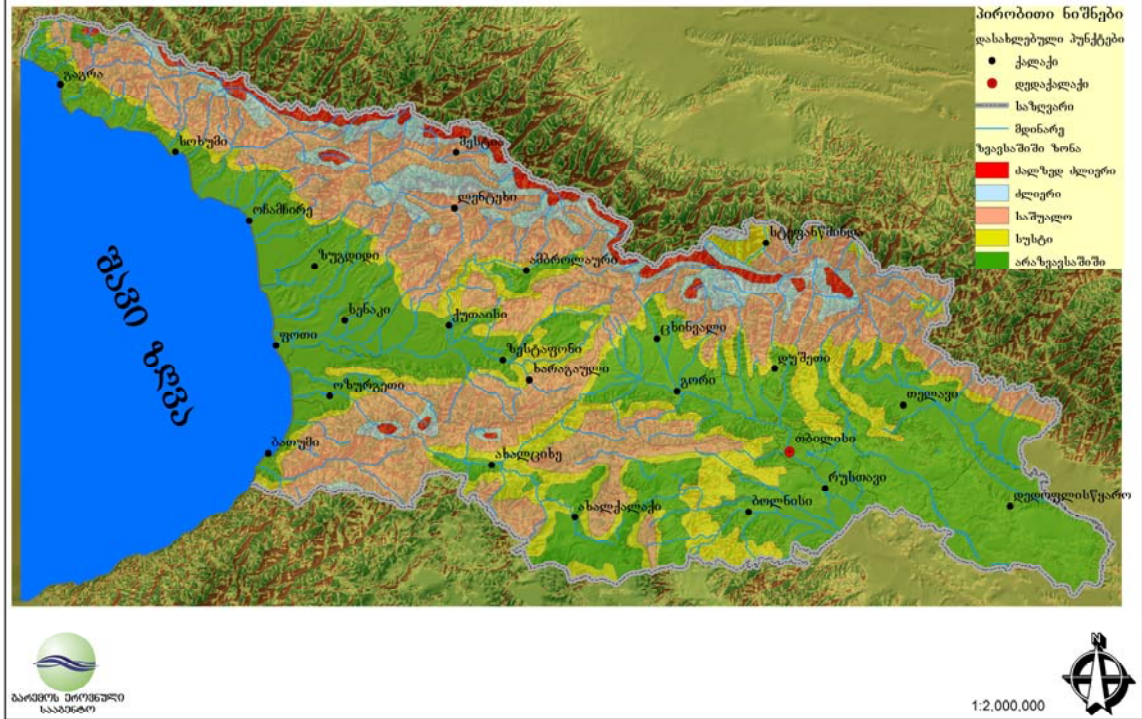 პირობითი ნიშნები
დასახლებული პუნქტები
ქალაქი
დედაქალაქი
საზღვარი
მდინარე
ზვავსაშიში ზონა
ძალზედ ძლიერი
ძლიერი
საშუალო
სუსტი
არაზვავსაშიში
გაგრა
სოხუმი
მესტია
ლენტეხი
ოჩამჩირე
სტეფანწმინდა
ზუგდიდი
ამბროლაური
შავი ზღვა
სენაკი
ქუთაისი
ცხინვალი
ფოთი
ზესტაფონი
დუშეთი
ხარაგაული
გორი
ოზურგეთი
თელავი
ბათუმი
თბილისი
ახალციხე
რუსთავი
დედოფლისწყარო
ახალქალაქი
ბოლნისი
გარემოს ეროვნული
სააგენტო
1:2,000,000
N